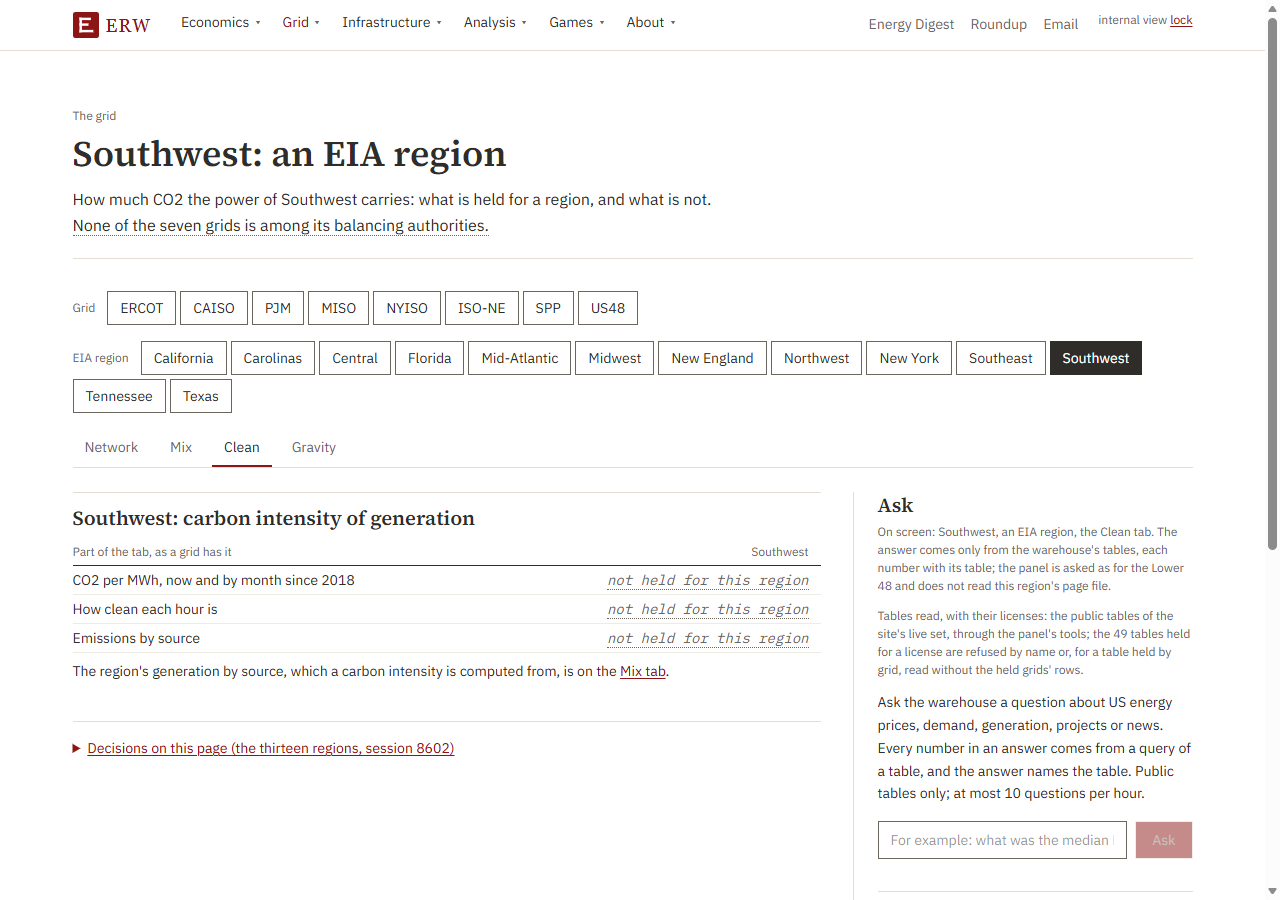 E ERW Economics Grid Infrastructure Analysis Games About Energy Digest Roundup Email internal view lock
The grid
Southwest: an EIA region
How much CO2 the power of Southwest carries: what is held for a region, and what is not.
None of the seven grids is among its balancing authorities.
Grid ERCOT CAISO PJM MISO NYISO ISO-NE SPP US48
EIA region California Carolinas Central Florida Mid-Atlantic Midwest New England Northwest New York Southeast Southwest
Tennessee Texas
Network Mix Clean Gravity
Southwest: carbon intensity of generation
Part of the tab, as a grid has it Southwest
CO2 per MWh, now and by month since 2018 not held for this region
How clean each hour is not held for this region
Emissions by source not held for this region
The region's generation by source, which a carbon intensity is computed from, is on the Mix tab.
Decisions on this page (the thirteen regions, session 8602)
Ask
On screen: Southwest, an EIA region, the Clean tab. The
answer comes only from the warehouse's tables, each
number with its table; the panel is asked as for the Lower
48 and does not read this region's page file.
Tables read, with their licenses: the public tables of the
site's live set, through the panel's tools; the 49 tables held
for a license are refused by name or, for a table held by
grid, read without the held grids' rows.
Ask the warehouse a question about US energy
prices, demand, generation, projects or news.
Every number in an answer comes from a query of
a table, and the answer names the table. Public
tables only; at most 10 questions per hour.
For example: what was the median Ask